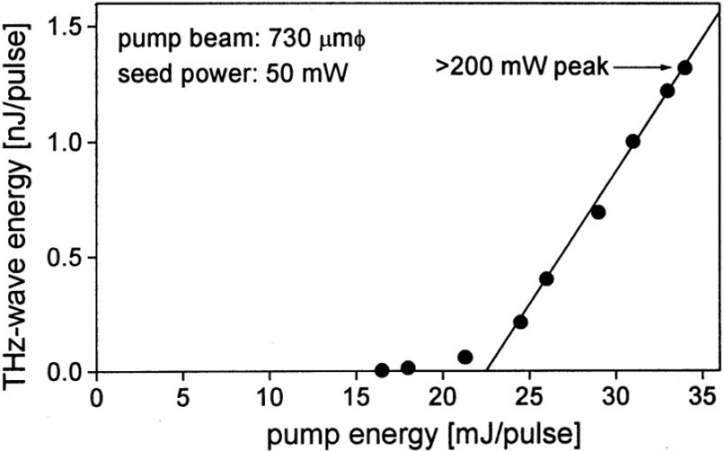 pump beam: 730 μmϕ
seed power: 50 mW
>200 mW peak
THz-wave energy [nJ/pulse]
1.5
1.0
0.5
0.0
0 5 10 15 20 25 30 35
pump energy [mJ/pulse]